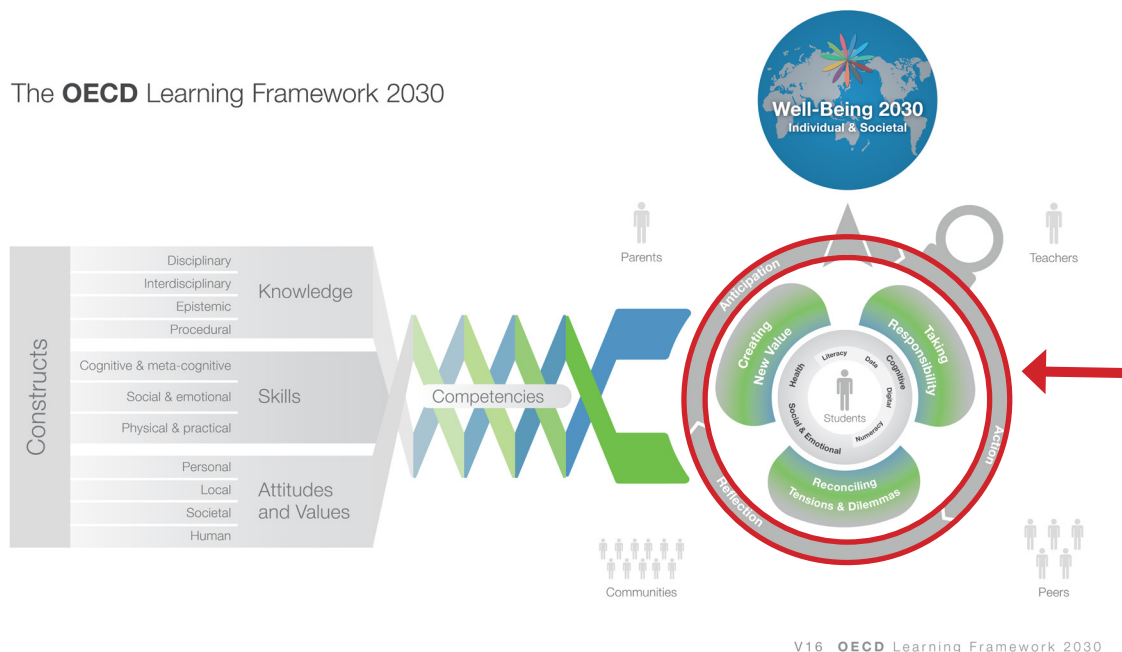 The OECD Learning Framework 2030
Well-Being 2030
Individual & Societal
Parents
Teachers
Constructs
Disciplinary
Interdisciplinary
Epistemic
Procedural
Knowledge
Cognitive & meta-cognitive
Social & emotional
Physical & practical
Skills
Personal
Local
Societal
Human
Attitudes
and Values
Competencies
Anticipation
Action
Reflection
Creating
New Value
Taking
Responsibility
Reconciling
Tensions & Dilemmas
Literacy
Data
Cognitive
Health
Digital
Students
Numeracy
Social & Emotional
Communities
Peers
V16 OECD Learning Framework 2030